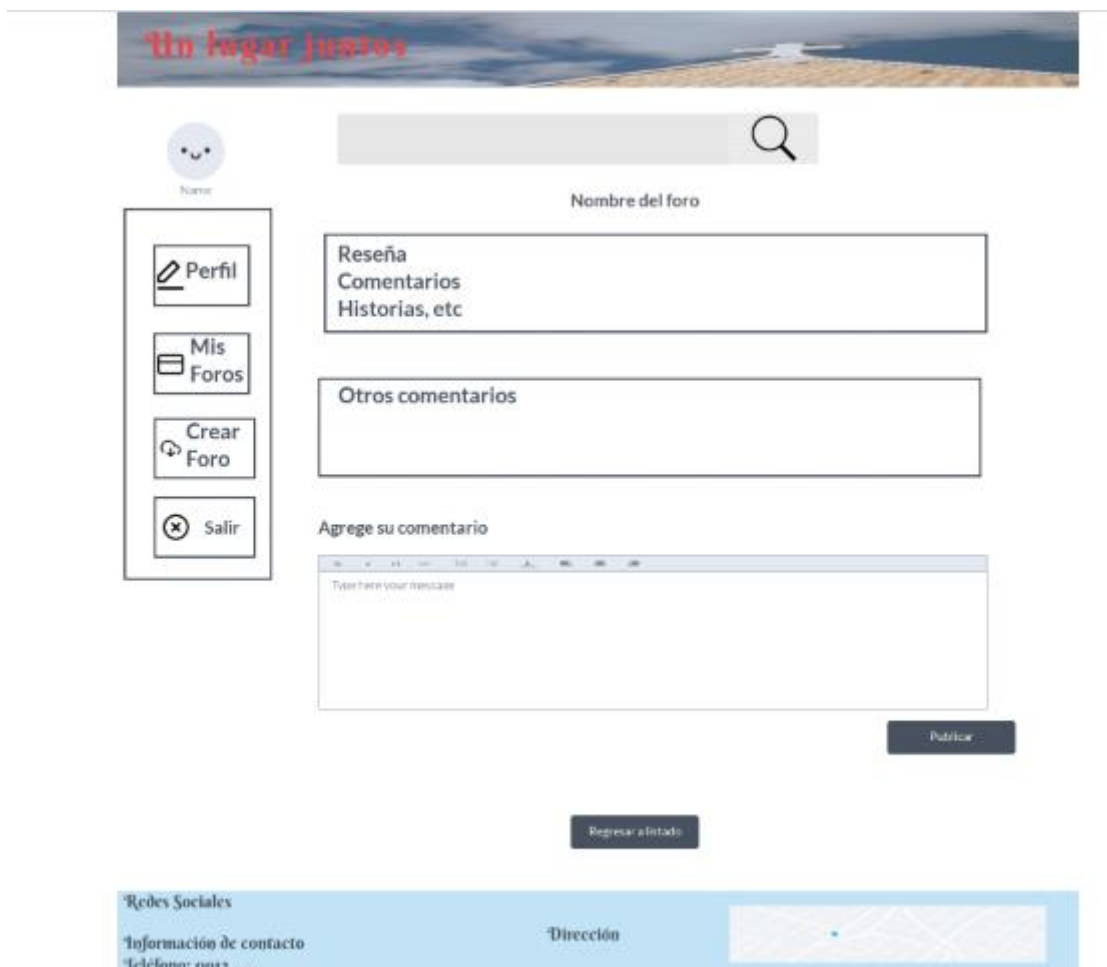 Un lugar juntos
Name
Nombre del foro
Perfil
Reseña
Comentarios
Historias, etc
Mis
Foros
Otros comentarios
Crear
Foro
Salir
Agrege su comentario
Type here your message
Publicar
Regresar a listado
Redes Sociales
Información de contacto
Dirección
Teléfono: